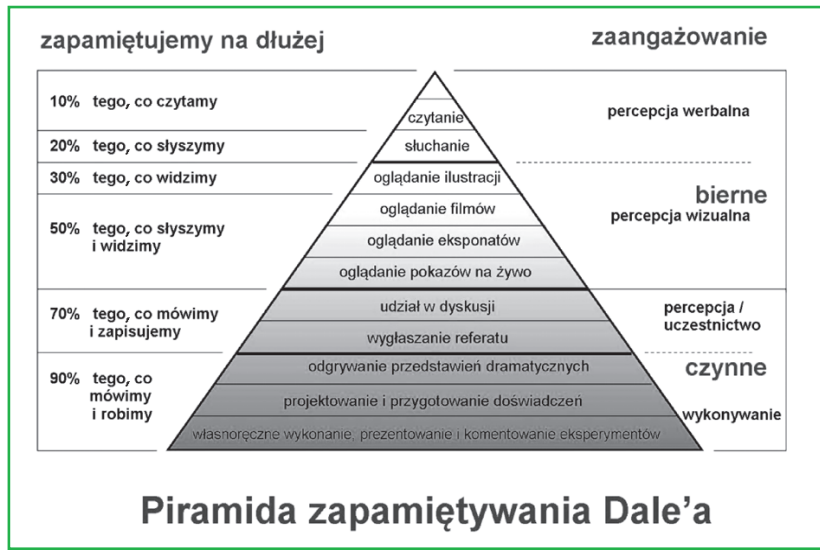 zapamiętujemy na dłużej
zaangażowanie
10% tego, co czytamy
20% tego, co słyszymy
30% tego, co widzimy
50% tego, co słyszymy
i widzimy
70% tego, co mówimy
i zapisujemy
90% tego, co
mówimy
i robimy
czytanie
słuchanie
oglądanie ilustracji
oglądanie filmów
oglądanie eksponatów
oglądanie pokazów na żywo
udział w dyskusji
wygłaszanie referatu
odgrywanie przedstawień dramatycznych
projektowanie i przygotowanie doświadczeń
własnoręczne wykonanie, prezentowanie i komentowanie eksperymentów
percepcja werbalna
bierne
percepcja wizualna
percepcja /
uczestnictwo
czynne
wykonywanie
Piramida zapamiętywania Dale'a